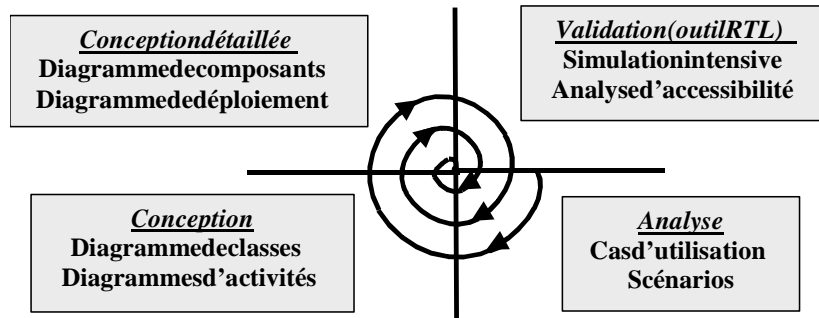 Conceptiondétaillée
Diagrammedecomposants
Diagrammededéploiement
Validation(outilRTL)
Simulationintensive
Analysed’accessibilité
Conception
Diagrammedeclasses
Diagrammesd’activités
Analyse
Casd’utilisation
Scénarios